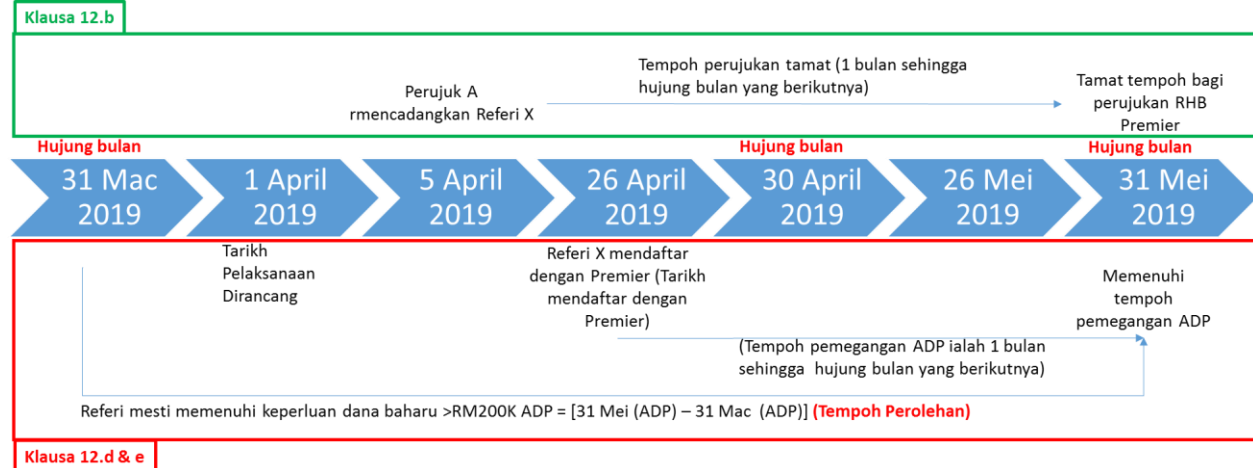 Klausa 12.b
Perujuk A
rmencadangkan Referi X
Tempoh perujukan tamat (1 bulan sehingga
hujung bulan yang berikutnya)
Tamat tempoh bagi
perujukan RHB
Premier
Hujung bulan
Hujung bulan
Hujung bulan
31 Mac
2019
1 April
2019
5 April
2019
26 April
2019
30 April
2019
26 Mei
2019
31 Mei
2019
Tarikh
Pelaksanaan
Dirancang
Referi X mendaftar
dengan Premier (Tarikh
mendaftar dengan
Premier)
Memenuhi
tempoh
pemegangan ADP
(Tempoh pemegangan ADP ialah 1 bulan
sehingga hujung bulan yang berikutnya)
Referi mesti memenuhi keperluan dana baharu >RM200K ADP = [31 Mei (ADP) – 31 Mac (ADP)] (Tempoh Perolehan)
Klausa 12.d & e